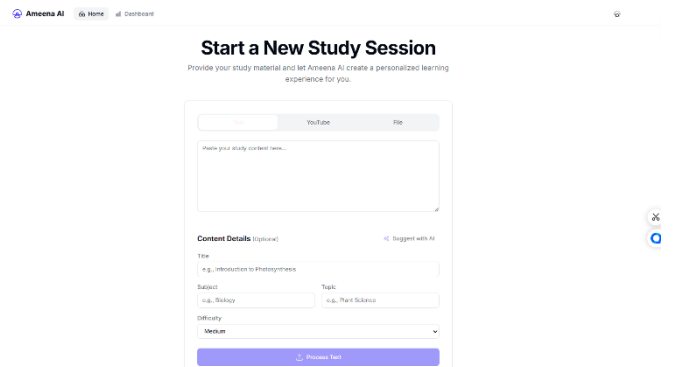 Ameena AI
Home
Dashboard
Start a New Study Session
Provide your study material and let Ameena AI create a personalized learning
experience for you.
Text
YouTube
File
Paste your study content here...
Content Details (Optional)
Suggest with AI
Title
e.g., Introduction to Photosynthesis
Subject
Topic
e.g., Biology
e.g., Plant Science
Difficulty
Medium
Process Text